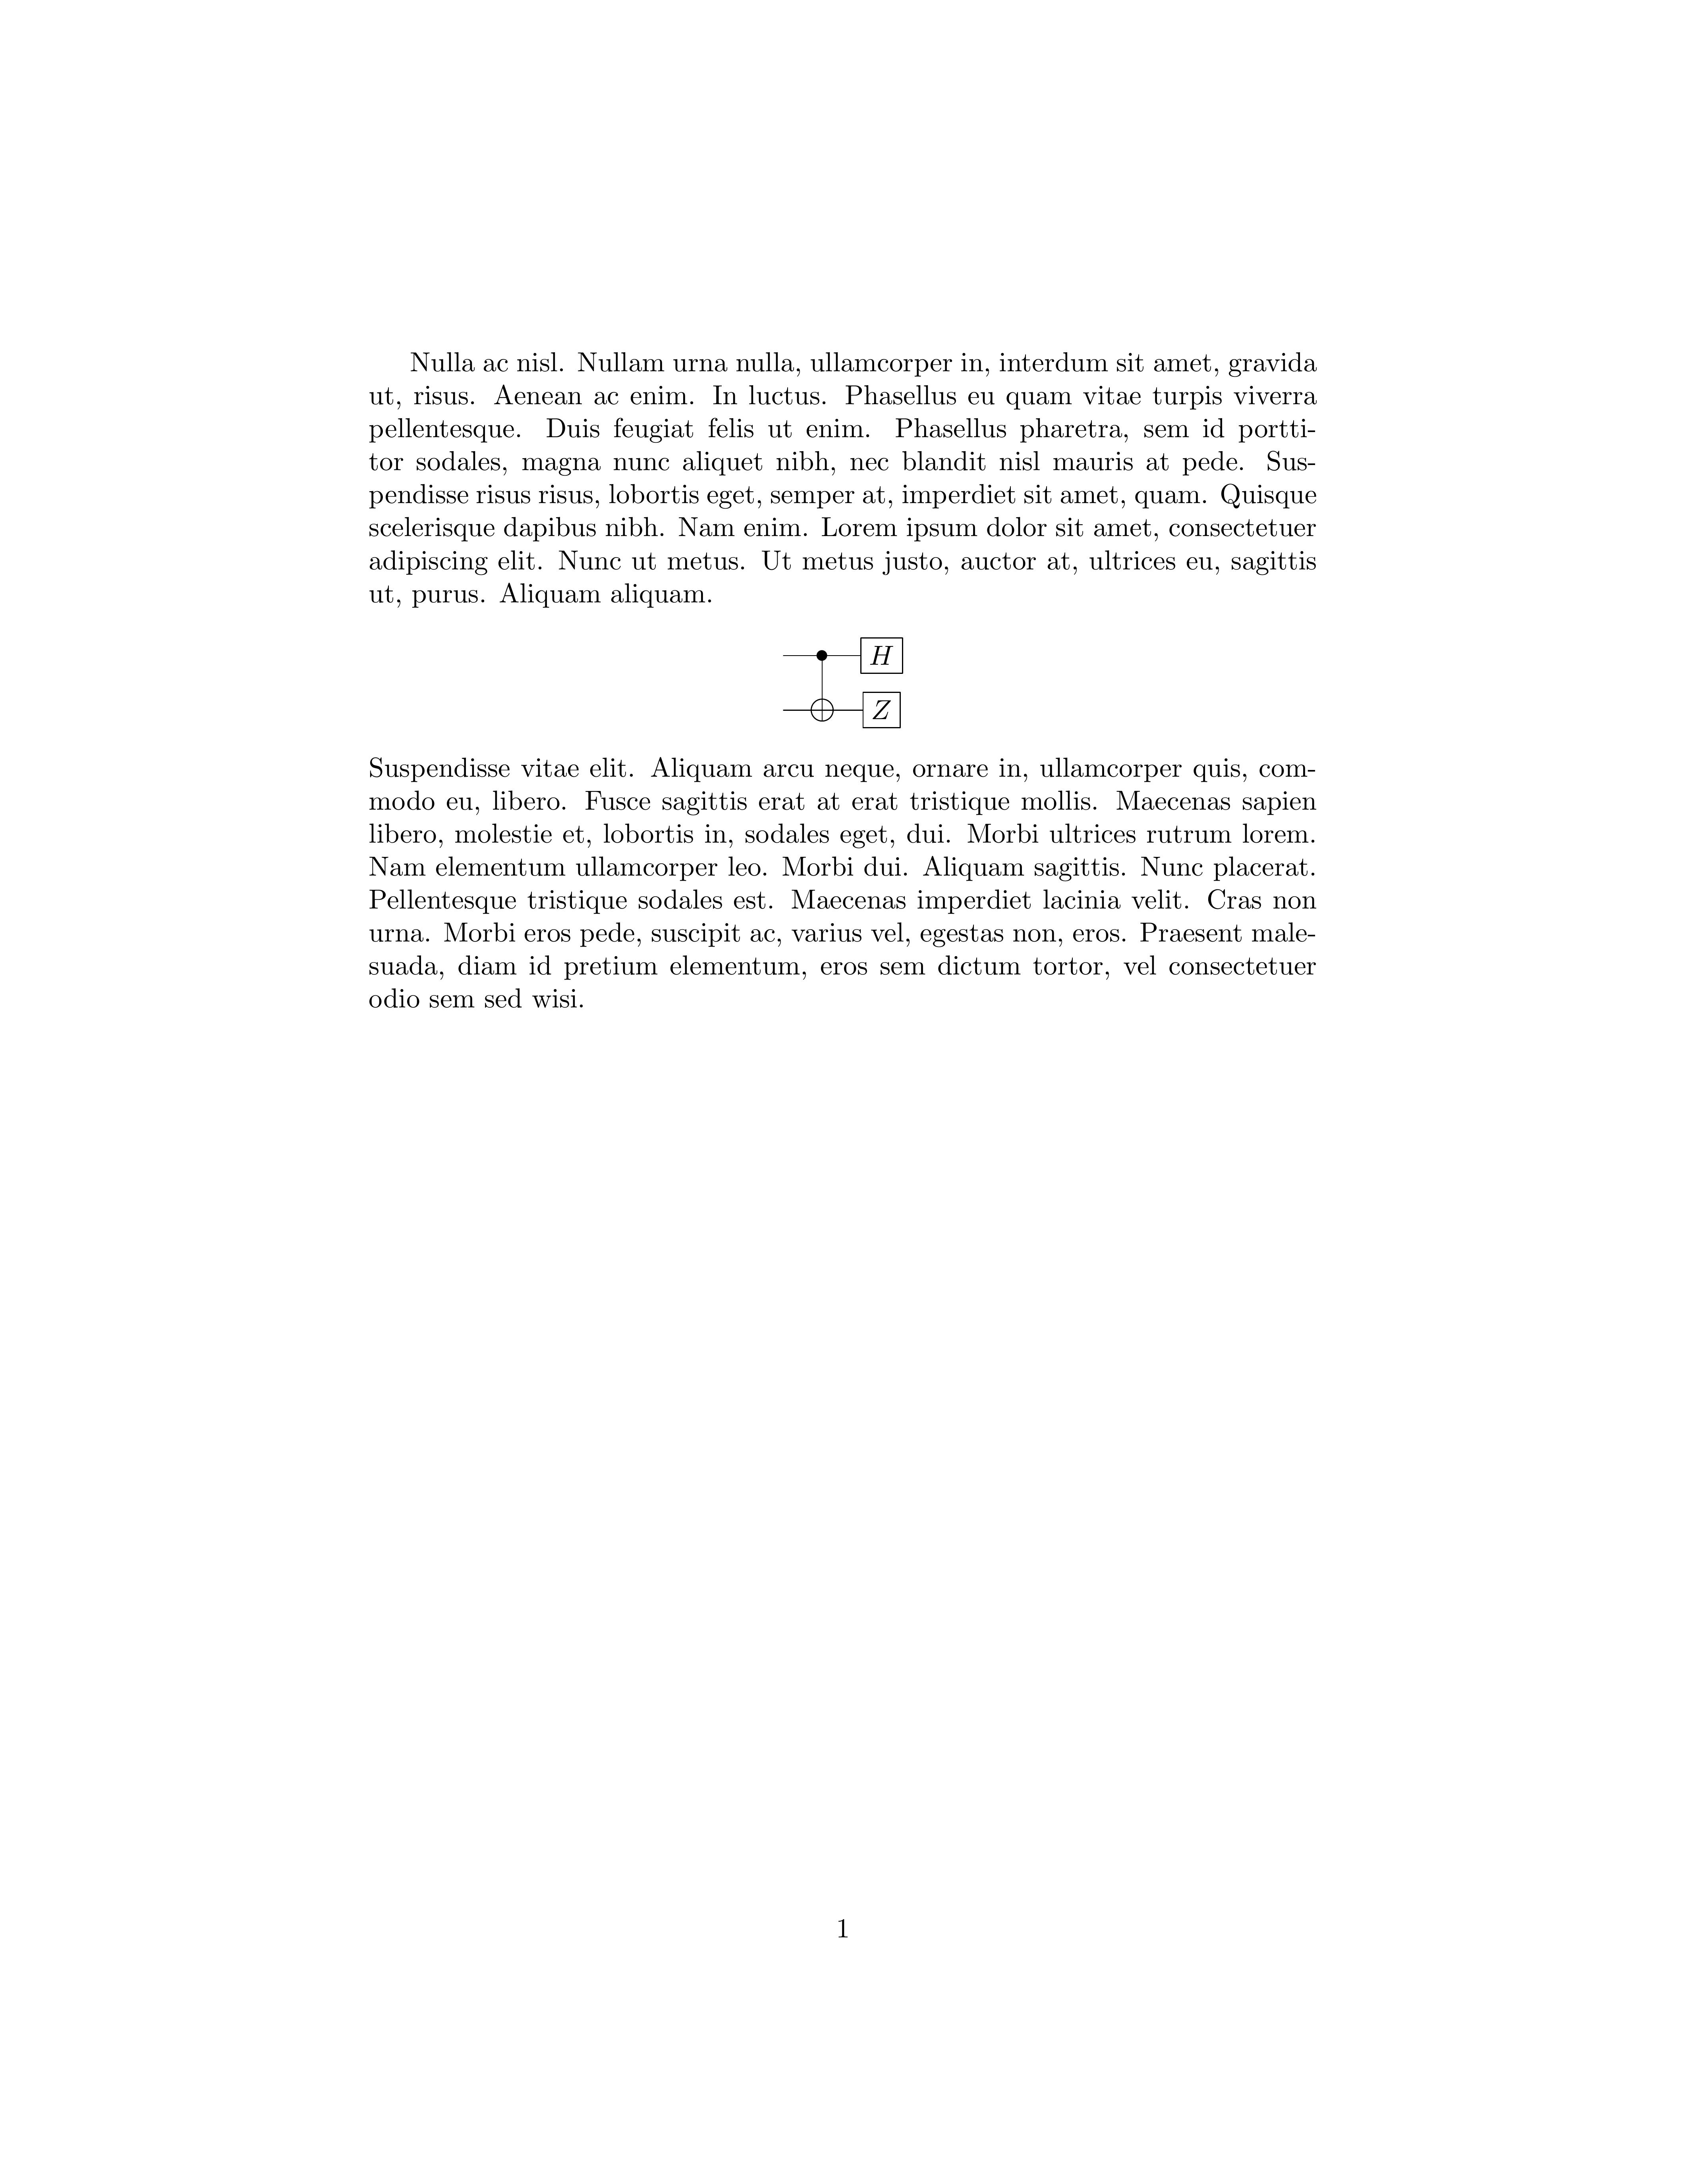 Nulla ac nisl. Nullam urna nulla, ullamcorper in, interdum sit amet, gravida
ut, risus. Aenean ac enim. In luctus. Phasellus eu quam vitae turpis viverra
pellentesque. Duis feugiat felis ut enim. Phasellus pharetra, sem id portti-
tor sodales, magna nunc aliquet nibh, nec blandit nisl mauris at pede. Sus-
pendisse risus risus, lobortis eget, semper at, imperdiet sit amet, quam. Quisque
scelerisque dapibus nibh. Nam enim. Lorem ipsum dolor sit amet, consectetuer
adipiscing elit. Nunc ut metus. Ut metus justo, auctor at, ultrices eu, sagittis
ut, purus. Aliquam aliquam.
H
Z
Suspendisse vitae elit. Aliquam arcu neque, ornare in, ullamcorper quis, com-
modo eu, libero. Fusce sagittis erat at erat tristique mollis. Maecenas sapien
libero, molestie et, lobortis in, sodales eget, dui. Morbi ultrices rutrum lorem.
Nam elementum ullamcorper leo. Morbi dui. Aliquam sagittis. Nunc placerat.
Pellentesque tristique sodales est. Maecenas imperdiet lacinia velit. Cras non
urna. Morbi eros pede, suscipit ac, varius vel, egestas non, eros. Praesent male-
suada, diam id pretium elementum, eros sem dictum tortor, vel consectetuer
odio sem sed wisi.
1